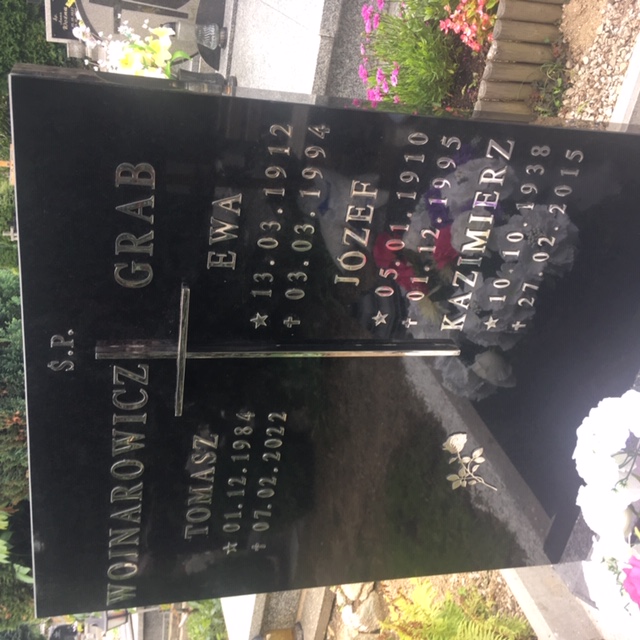 Ś.P.
WOJNAROWICZ
TOMASZ
01.12.1984
07.02.2022
GRAB
EWA
13.03.1912
03.03.1994
JÓZEF
05.01.1910
01.12.1995
KAZIMIERZ
10.10.1938
27.02.2015